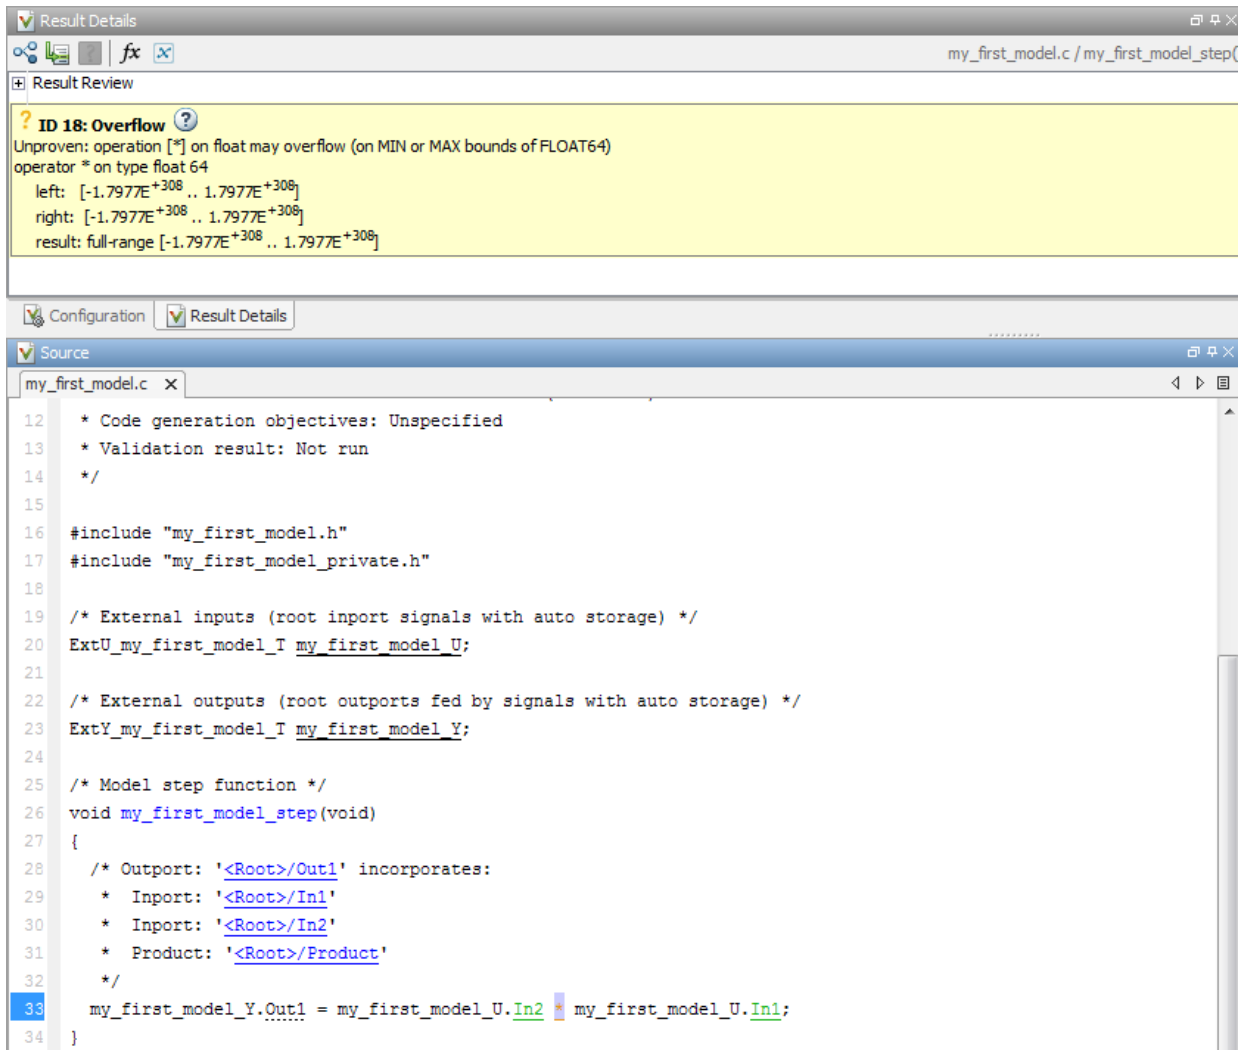 Result Details
fx x
my_first_model.c / my_first_model_step(
Result Review
? ID 18: Overflow ?
Unproven: operation [*] on float may overflow (on MIN or MAX bounds of FLOAT64)
operator * on type float 64
left: [-1.7977E+308 .. 1.7977E+308]
right: [-1.7977E+308 .. 1.7977E+308]
result: full-range [-1.7977E+308 .. 1.7977E+308]
Configuration Result Details
Source
my_first_model.c X
12 * Code generation objectives: Unspecified
13 * Validation result: Not run
14 */
15
16 #include "my_first_model.h"
17 #include "my_first_model_private.h"
18
19 /* External inputs (root inport signals with auto storage) */
20 ExtU_my_first_model_T my_first_model_U;
21
22 /* External outputs (root outports fed by signals with auto storage) */
23 ExtY_my_first_model_T my_first_model_Y;
24
25 /* Model step function */
26 void my_first_model_step(void)
27 {
28 /* Outport: '<Root>/Out1' incorporates:
29 * Inport: '<Root>/In1'
30 * Inport: '<Root>/In2'
31 * Product: '<Root>/Product'
32 */
33 my_first_model_Y.Out1 = my_first_model_U.In2 * my_first_model_U.In1;
34 }